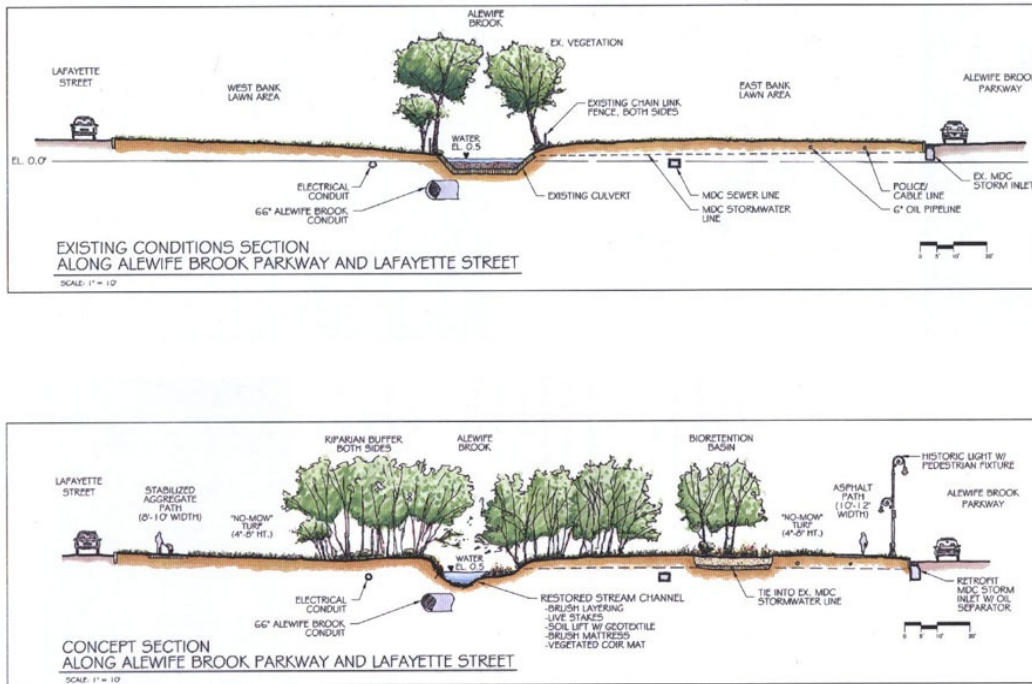 ALEWIFE
BROOK
EX. VEGETATION
LAFAYETTE
STREET
WEST BANK
LAWN AREA
EXISTING CHAIN LINK
FENCE, BOTH SIDES
EAST BANK
LAWN AREA
ALEWIFE BROOK
PARKWAY
WATER
EL. 0.5
EL. 0.0'
ELECTRICAL
CONDUIT
66" ALEWIFE BROOK
CONDUIT
EXISTING CULVERT
MDC SEWER LINE
MDC STORMWATER
LINE
POLICE/
CABLE LINE
6" OIL PIPELINE
EX. MDC
STORM INLET
EXISTING CONDITIONS SECTION
ALONG ALEWIFE BROOK PARKWAY AND LAFAYETTE STREET
SCALE: 1" = 10'
0 5' 10' 20'
RIPARIAN BUFFER
BOTH SIDES
ALEWIFE
BROOK
BIORETENTION
BASIN
HISTORIC LIGHT W/
PEDESTRIAN FIXTURE
LAFAYETTE
STREET
STABILIZED
AGGREGATE
PATH
(8'-10' WIDTH)
"NO-MOW"
TURF
(4"-8" HT.)
ASPHALT
PATH
(10'-12'
WIDTH)
"NO-MOW"
TURF
(4"-8" HT.)
ALEWIFE BROOK
PARKWAY
WATER
EL. 0.5
ELECTRICAL
CONDUIT
66" ALEWIFE BROOK
CONDUIT
RESTORED STREAM CHANNEL
-BRUSH LAYERING
-LIVE STAKES
-SOIL LIFT W/ GEOTEXTILE
-BRUSH MATTRESS
-VEGETATED COIR MAT
TIE INTO EX. MDC
STORMWATER LINE
RETROFIT
MDC STORM
INLET W/ OIL
SEPARATOR
CONCEPT SECTION
ALONG ALEWIFE BROOK PARKWAY AND LAFAYETTE STREET
SCALE: 1" = 10'
0 5' 10' 20'